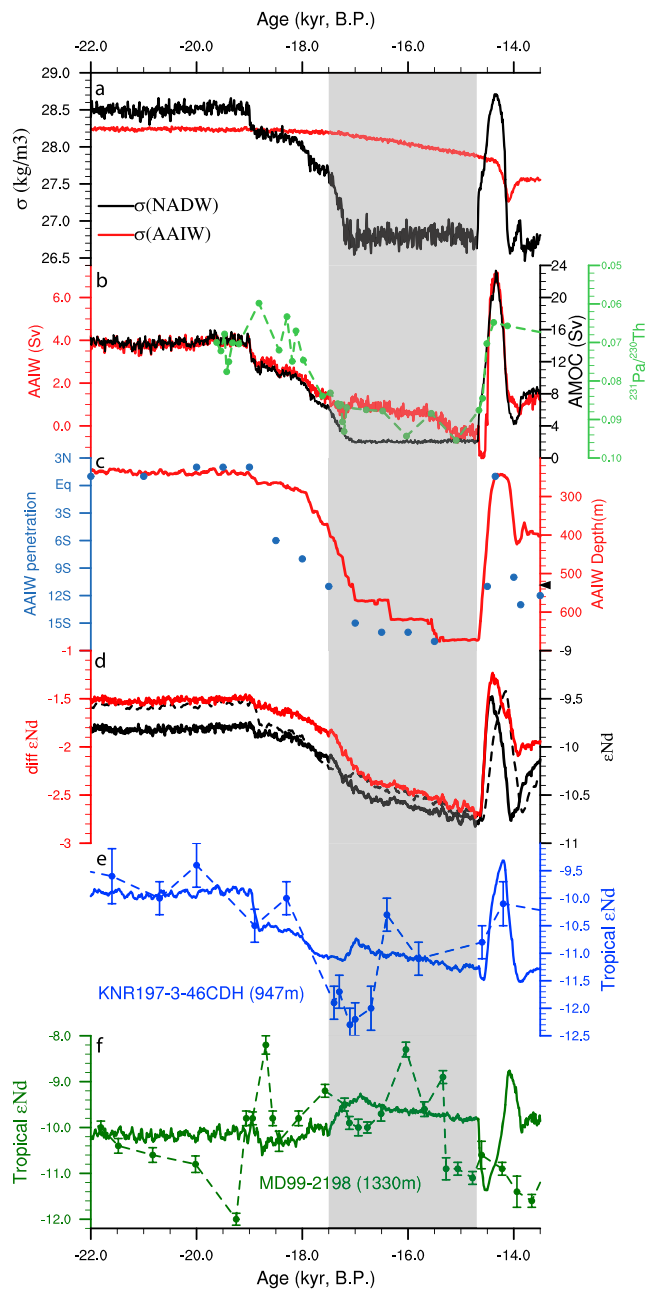 Age (kyr, B.P.)
-22.0 -20.0 -18.0 -16.0 -14.0
a
29.0
28.5
28.0
27.5
27.0
26.5
σ (kg/m3)
σ(NADW)
σ(AAIW)
b
6.0
4.0
2.0
0.0
AAIW (Sv)
24
20
16
12
8
4
0
AMOC (Sv)
0.05
0.06
0.07
0.08
0.09
0.10
²³¹Pa/²³⁰Th
c
3N
Eq
3S
6S
9S
12S
15S
AAIW penetration
300
400
500
600
AAIW Depth(m)
d
-1
-1.5
-2
-2.5
-3
diff εNd
-9
-9.5
-10
-10.5
-11
εNd
e
-9.5
-10.0
-10.5
-11.0
-11.5
-12.0
-12.5
Tropical εNd
KNR197-3-46CDH (947m)
f
-8.0
-9.0
-10.0
-11.0
-12.0
Tropical εNd
MD99-2198 (1330m)
-22.0 -20.0 -18.0 -16.0 -14.0
Age (kyr, B.P.)